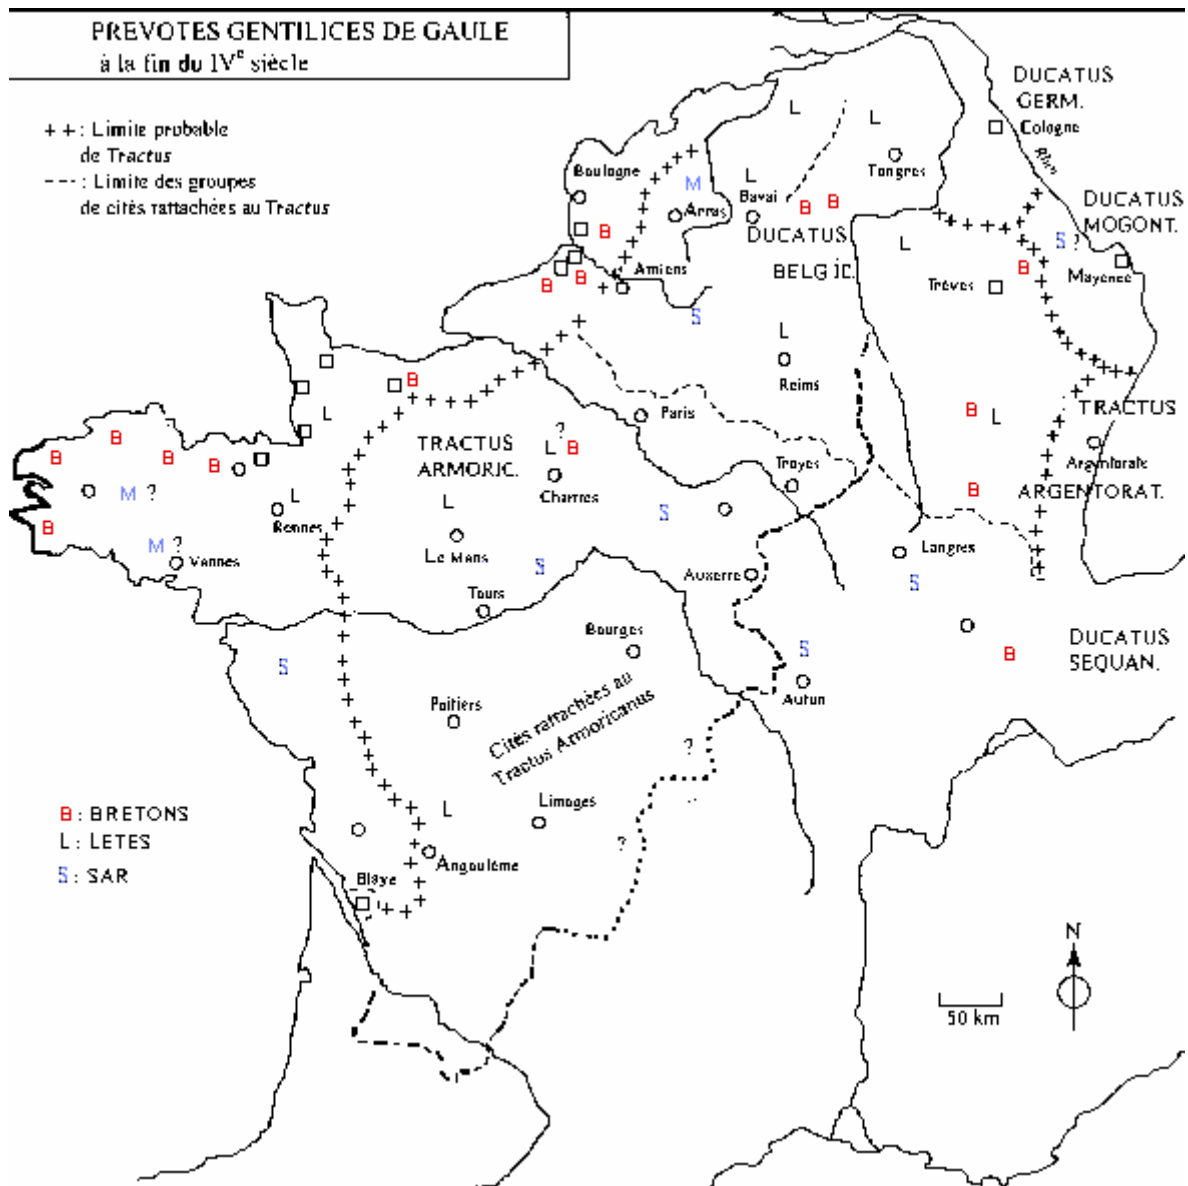 PREVOTES GENTILICES DE GAULE
à la fin du IVe siècle
++ : Limite probable
de Tractus
---- : Limite des groupes
de cités rattachées au Tractus
DUCATUS
GERM.
Cologne
Rhin
L
L
Boulogne
M
L
Bavai
Tongres
Arras
B B
DUCATUS
MOGONT.
B
DUCATUS
BELGIC.
L
S ?
Mayence
B
B
B
Amiens
Trèves
S
L
Reims
B
L
Paris
B
L
TRACTUS
TRACTUS
ARMORIC.
?
L B
Chartres
Troyes
Argentorate
ARGENTORAT.
B
B
B
B
B
B
M ?
L
Rennes
L
Le Mans
S
B
Langres
M ?
Vannes
S
Auxerre
S
Tours
Bourges
S
DUCATUS
SEQUAN.
B
S
Autun
Poitiers
Cités rattachées au
Tractus Armoricanus
?
B : BRETONS
L : LETES
S : SAR
L
Limoges
?
Angoulême
Blaye
N
50 km